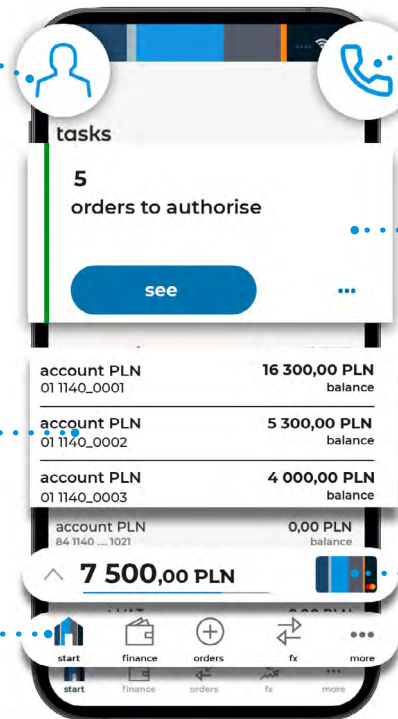 tasks
5
orders to authorise
see
account PLN 16 300,00 PLN
01 1140_0001 balance
account PLN 5 300,00 PLN
01 1140_0002 balance
account PLN 4 000,00 PLN
01 1140_0003 balance
account PLN 0,00 PLN
84 1140 .... 1021 balance
7 500,00 PLN
start finance orders fx more
start finance orders fx more